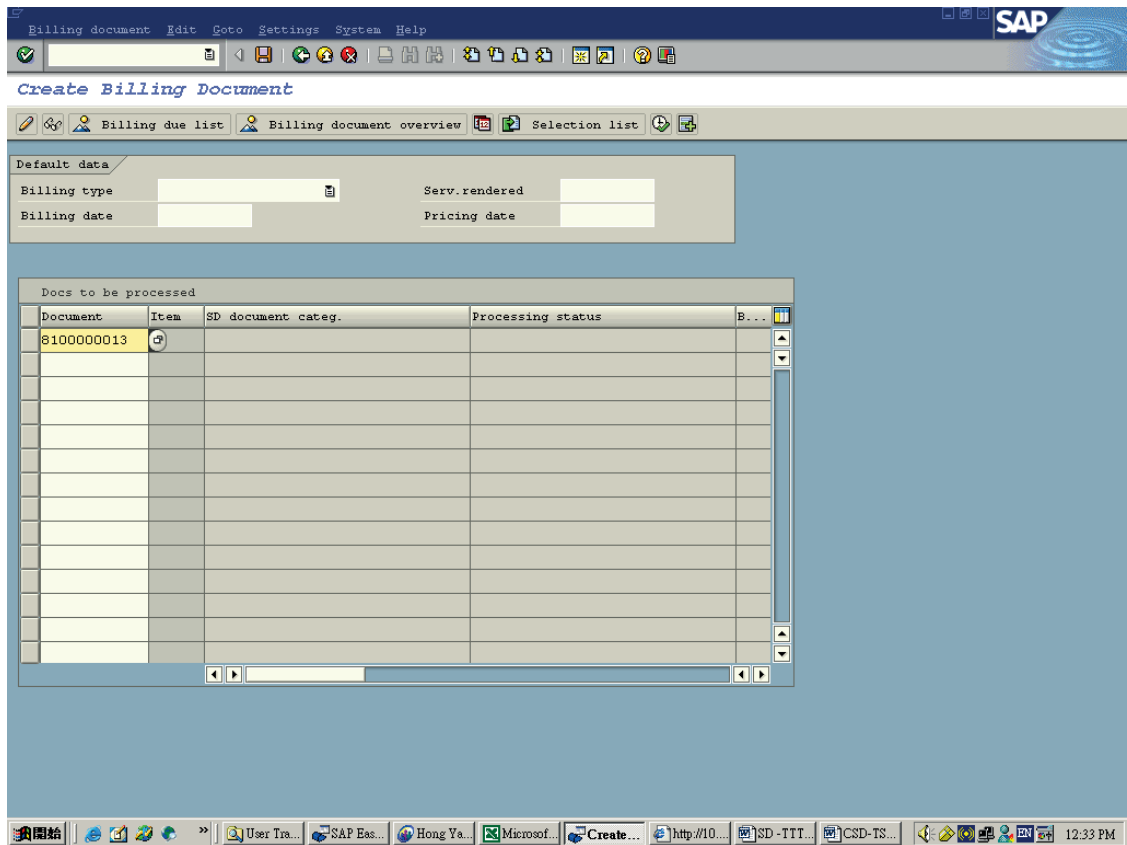 Billing document Edit Goto Settings System Help
SAP
Create Billing Document
Billing due list Billing document overview Selection list
Default data
Billing type Serv.rendered
Billing date Pricing date
Docs to be processed
Document Item SD document categ. Processing status B...
8100000013
開始 » User Tra... SAP Eas... Hong Ya... Microsof... Create... http://10.... SD -TTT... CSD-TS... EN 12:33 PM